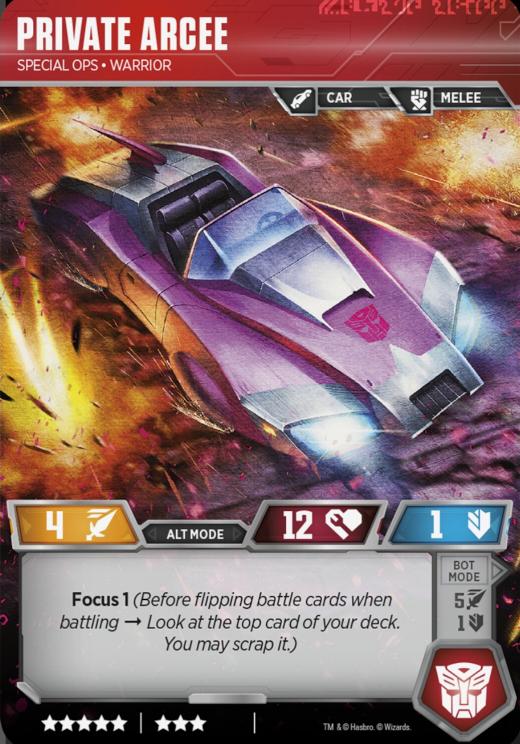 PRIVATE ARCEE
SPECIAL OPS • WARRIOR
CAR
MELEE
4
ALT MODE
12
1
BOT
MODE
5
1
Focus 1 (Before flipping battle cards when
battling → Look at the top card of your deck.
You may scrap it.)
TM & © Hasbro. © Wizards.